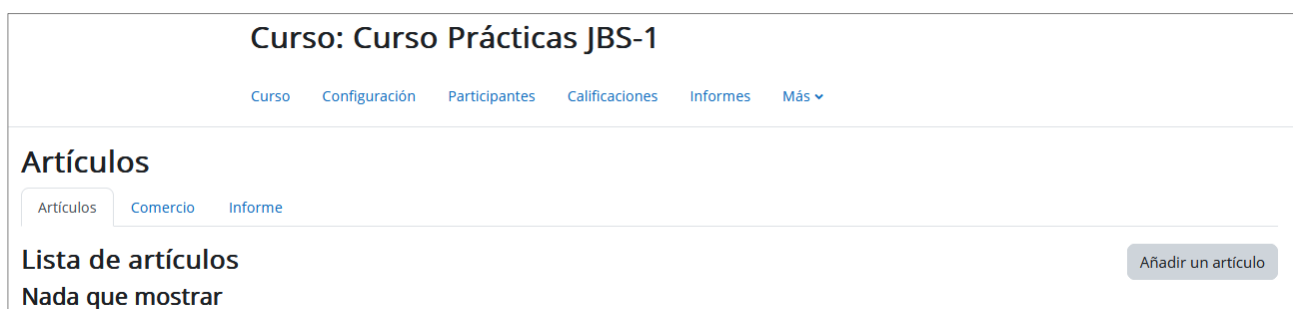 Curso: Curso Prácticas JBS-1
Curso Configuración Participantes Calificaciones Informes Más
Artículos
Artículos Comercio Informe
Lista de artículos Añadir un artículo
Nada que mostrar